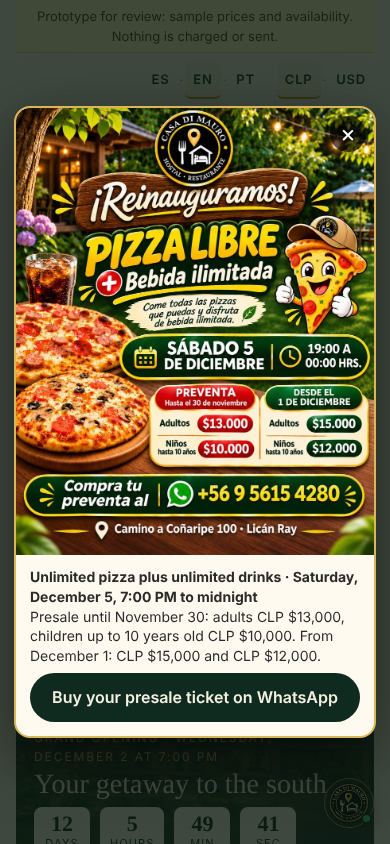 Prototype for review: sample prices and availability.
Nothing is charged or sent.
ES · EN · PT CLP · USD
CASA DI MAURO
HOSTAL • RESTAURANTE
¡Reinauguramos!
PIZZA LIBRE
+ Bebida ilimitada
Come todas las pizzas
que puedas y disfruta
de bebida ilimitada.
SÁBADO 5
DE DICIEMBRE
19:00 A
00:00 HRS.
PREVENTA
Hasta el 30 de noviembre
Adultos $13.000
Niños
hasta 10 años
$10.000
DESDE EL
1 DE DICIEMBRE
Adultos $15.000
Niños
hasta 10 años
$12.000
Compra tu
preventa al
+56 9 5615 4280
Camino a Coñaripe 100 • Licán Ray
Unlimited pizza plus unlimited drinks · Saturday,
December 5, 7:00 PM to midnight
Presale until November 30: adults CLP $13,000,
children up to 10 years old CLP $10,000. From
December 1: CLP $15,000 and CLP $12,000.
Buy your presale ticket on WhatsApp
GRAND OPENING · WEDNESDAY,
DECEMBER 2 AT 7:00 PM
Your getaway to the south
12 5 49 41
DAYS HOURS MIN SEC